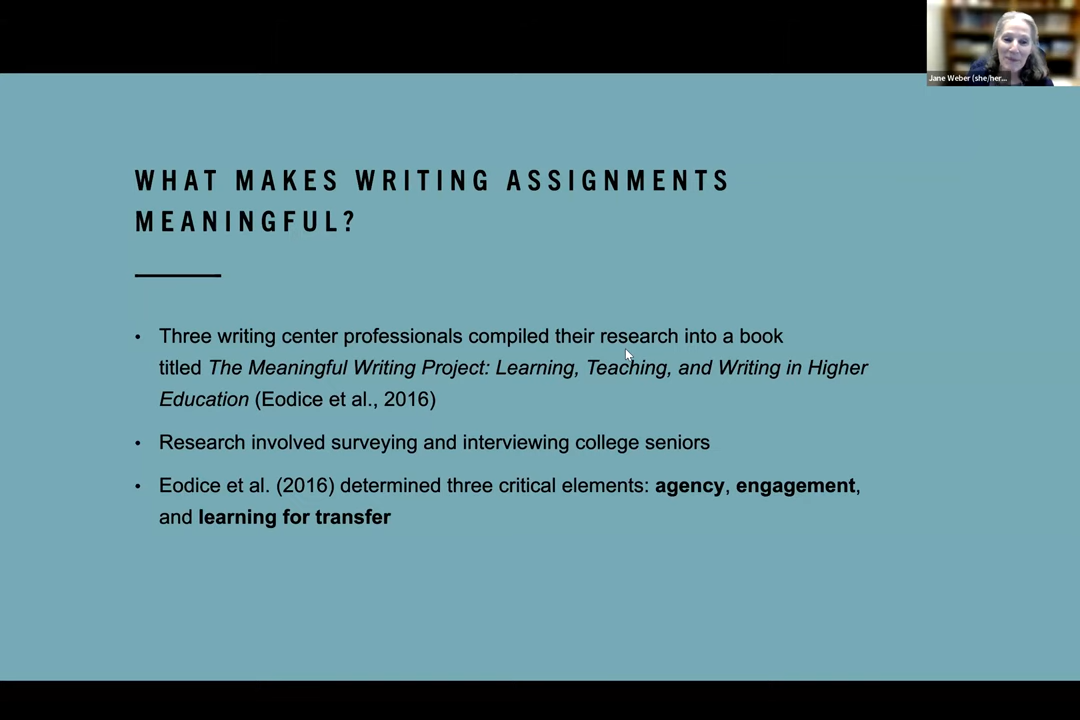 Jane Weber (she/her...
WHAT MAKES WRITING ASSIGNMENTS
MEANINGFUL?
• Three writing center professionals compiled their research into a book
titled The Meaningful Writing Project: Learning, Teaching, and Writing in Higher
Education (Eodice et al., 2016)
• Research involved surveying and interviewing college seniors
• Eodice et al. (2016) determined three critical elements: agency, engagement,
and learning for transfer